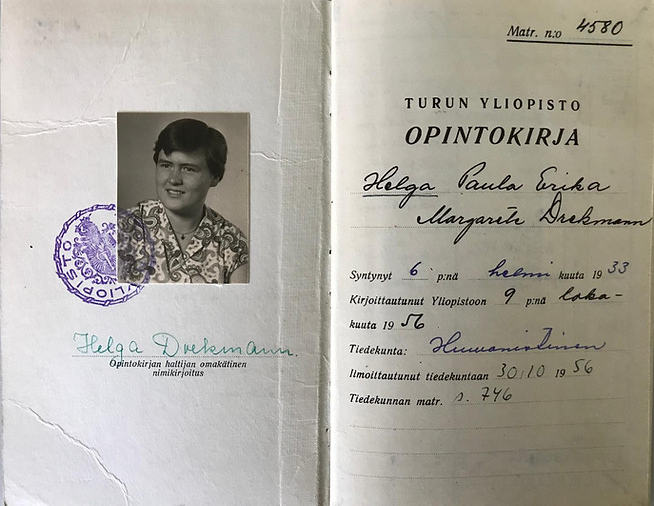 YLIOPISTO
Helga Drekmann.
Opintokirjan haltijan omakätinen
nimikirjoitus
Matr. n:o 4580
TURUN YLIOPISTO
OPINTOKIRJA
Helga Paula Erika
Margarete Drekmann
Syntynyt 6 p:nä helmi kuuta 1933
Kirjoittautunut Yliopistoon 9 p:nä loka-
kuuta 1956
Tiedekunta: Humanistinen
Ilmoittautunut tiedekuntaan 30.10 1956
Tiedekunnan matr. s. 746